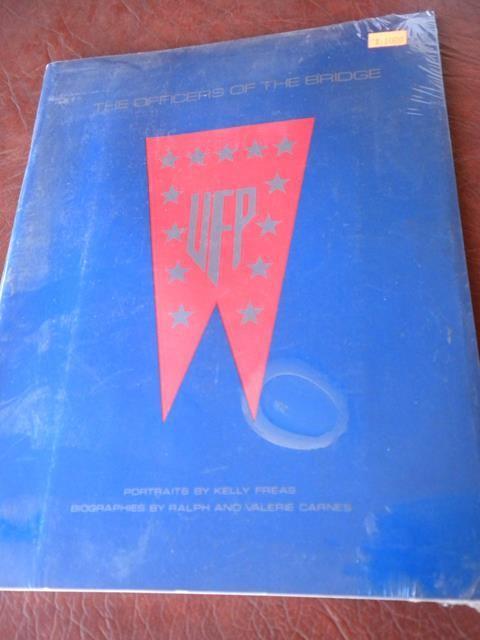 THE OFFICERS OF THE BRIDGE
UFP
PORTRAITS BY KELLY FREAS
BIOGRAPHIES BY RALPH AND VALERIE CARNES